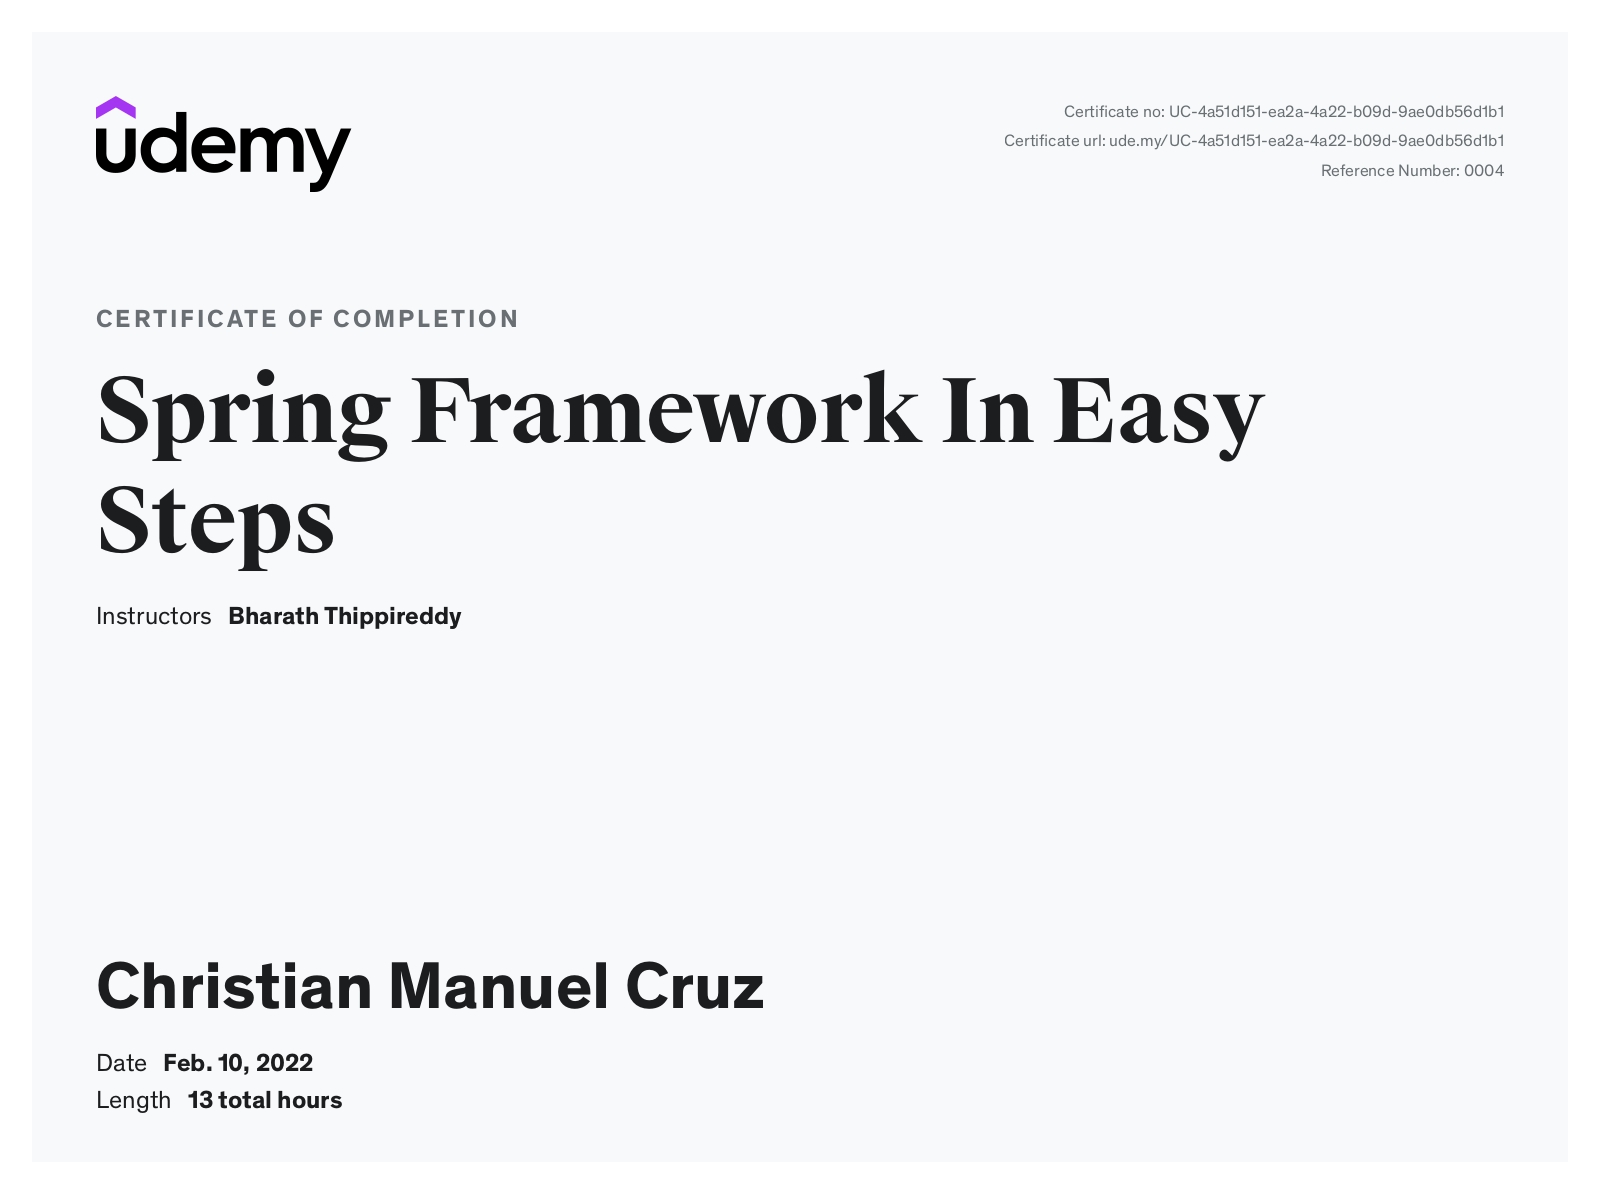 udemy
Certificate no: UC-4a51d151-ea2a-4a22-b09d-9ae0db56d1b1
Certificate url: ude.my/UC-4a51d151-ea2a-4a22-b09d-9ae0db56d1b1
Reference Number: 0004
CERTIFICATE OF COMPLETION
Spring Framework In Easy
Steps
Instructors Bharath Thippireddy
Christian Manuel Cruz
Date Feb. 10, 2022
Length 13 total hours